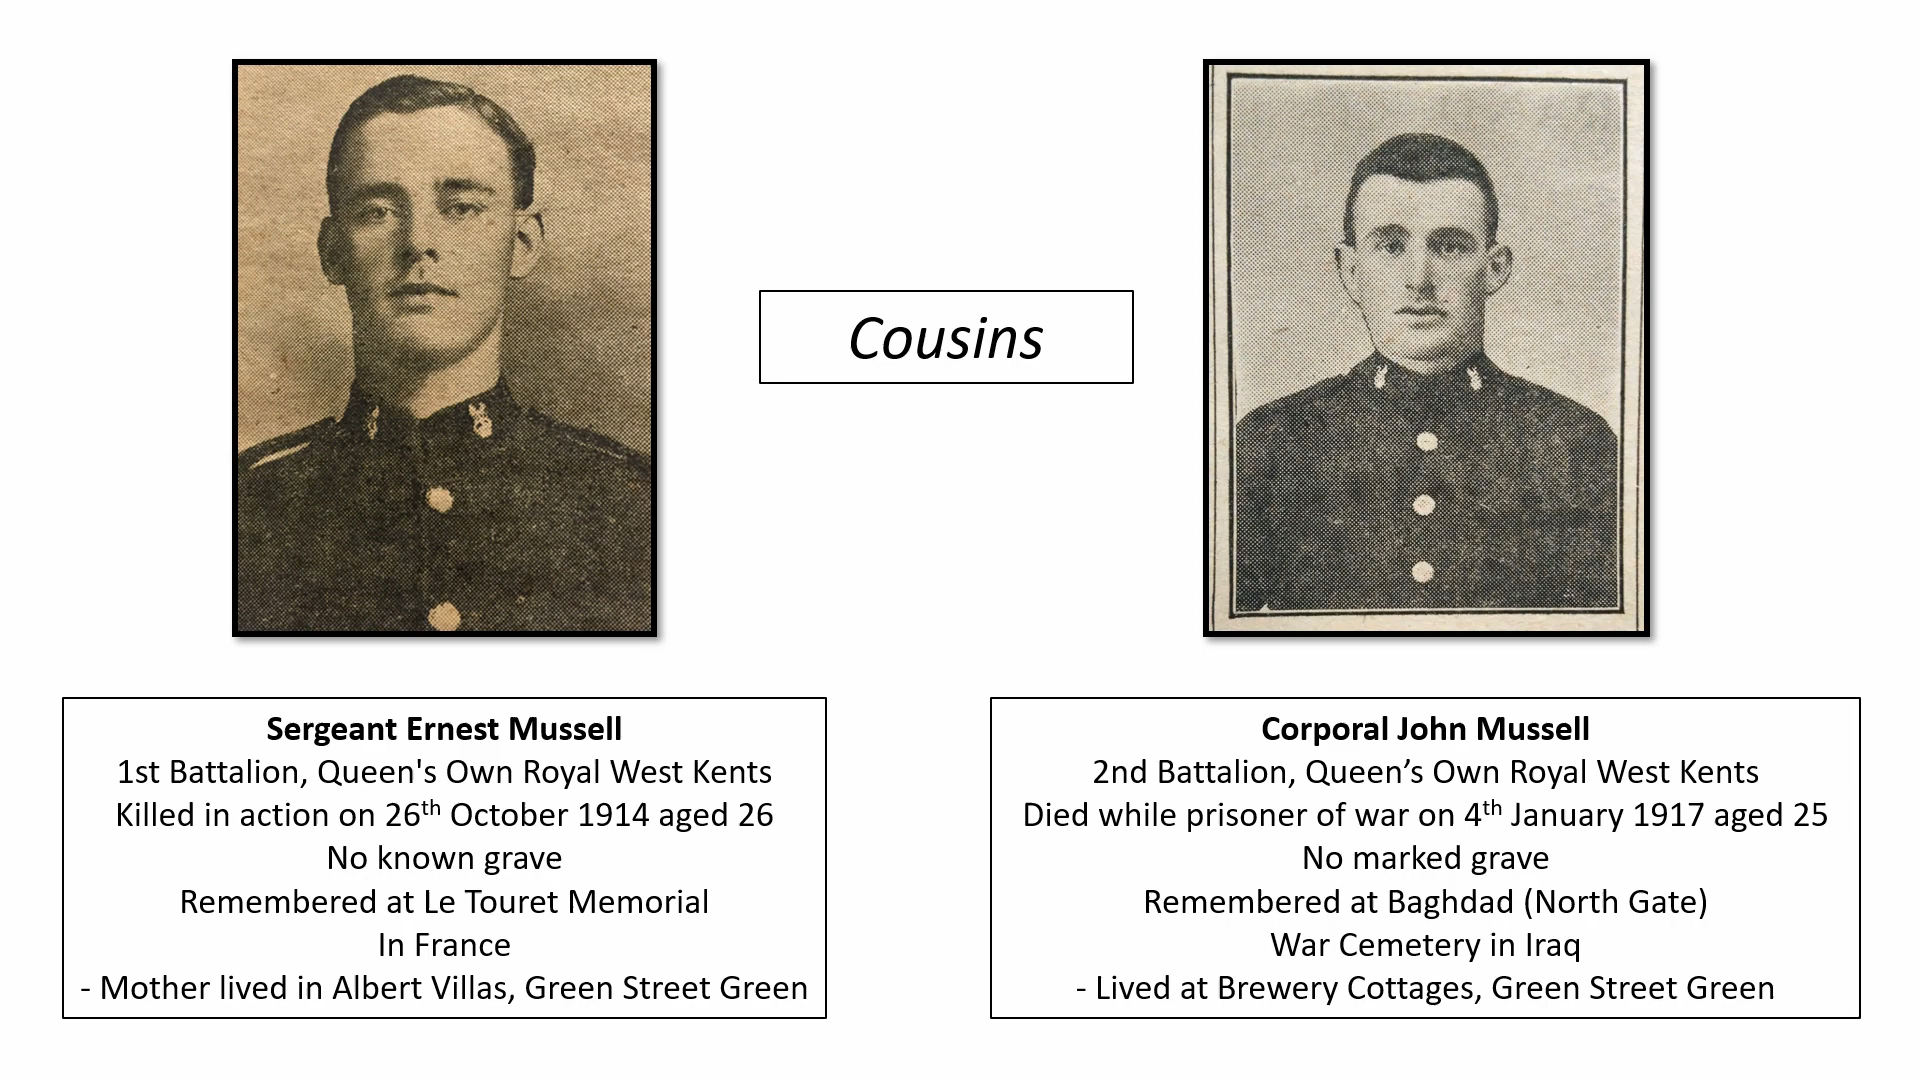 Cousins
Sergeant Ernest Mussell
1st Battalion, Queen's Own Royal West Kents
Killed in action on 26th October 1914 aged 26
No known grave
Remembered at Le Touret Memorial
In France
- Mother lived in Albert Villas, Green Street Green
Corporal John Mussell
2nd Battalion, Queen’s Own Royal West Kents
Died while prisoner of war on 4th January 1917 aged 25
No marked grave
Remembered at Baghdad (North Gate)
War Cemetery in Iraq
- Lived at Brewery Cottages, Green Street Green